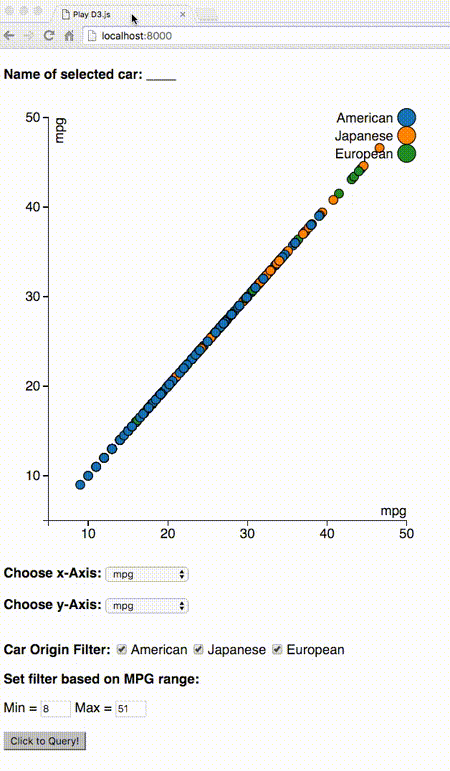 Play D3.js
localhost:8000
Name of selected car: ____
50
mpg
American
Japanese
European
40
30
20
10
mpg
10 20 30 40 50
Choose x-Axis: mpg
Choose y-Axis: mpg
Car Origin Filter: American Japanese European
Set filter based on MPG range:
Min = 8 Max = 51
Click to Query!